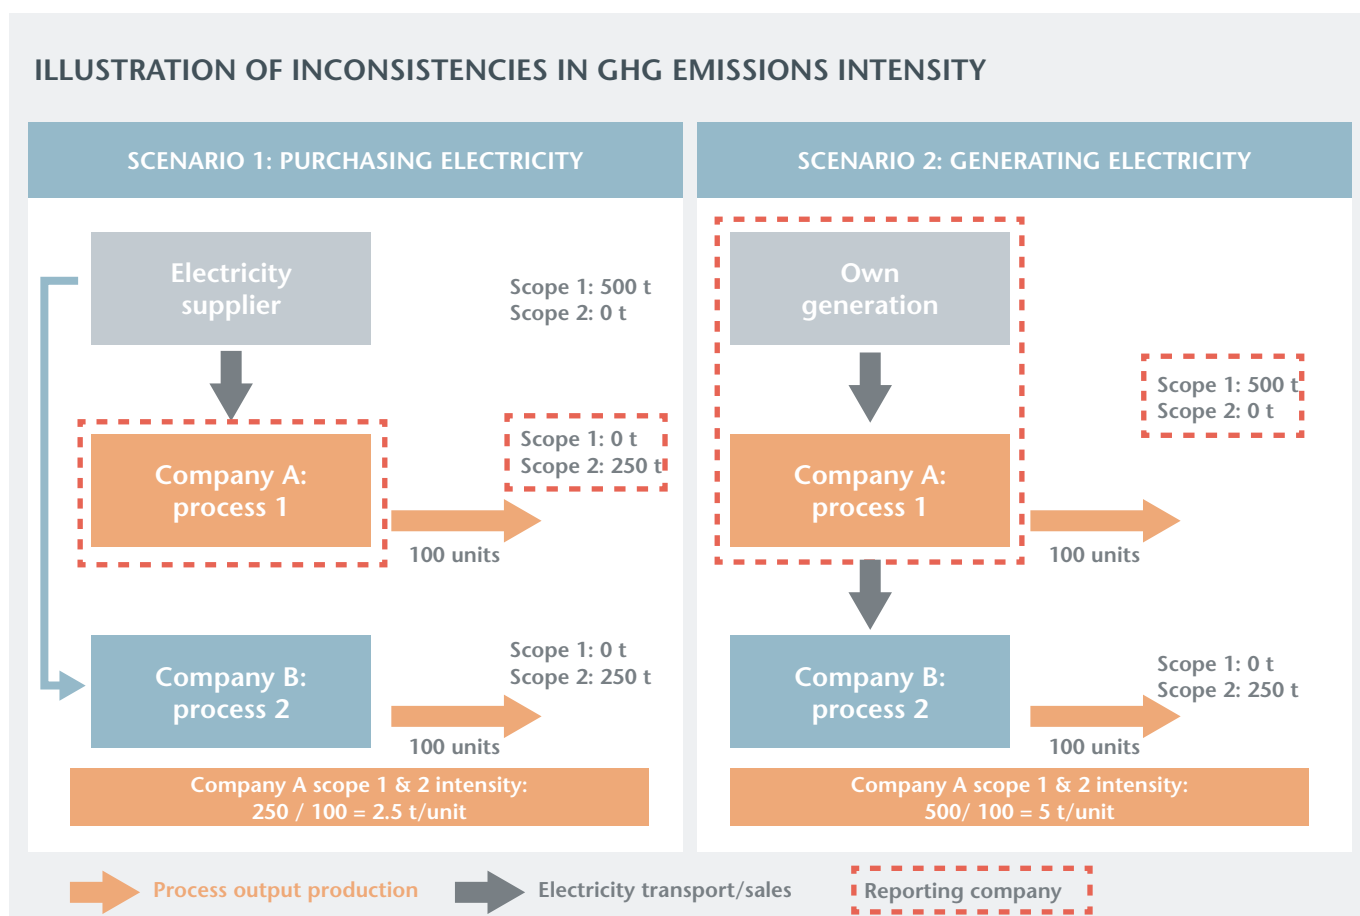 ILLUSTRATION OF INCONSISTENCIES IN GHG EMISSIONS INTENSITY
SCENARIO 1: PURCHASING ELECTRICITY
Electricity
supplier
Scope 1: 500 t
Scope 2: 0 t
Company A:
process 1
Scope 1: 0 t
Scope 2: 250 t
100 units
Company B:
process 2
Scope 1: 0 t
Scope 2: 250 t
100 units
Company A scope 1 & 2 intensity:
250 / 100 = 2.5 t/unit
SCENARIO 2: GENERATING ELECTRICITY
Own
generation
Scope 1: 500 t
Scope 2: 0 t
Company A:
process 1
100 units
Company B:
process 2
Scope 1: 0 t
Scope 2: 250 t
100 units
Company A scope 1 & 2 intensity:
500/ 100 = 5 t/unit
Process output production
Electricity transport/sales
Reporting company